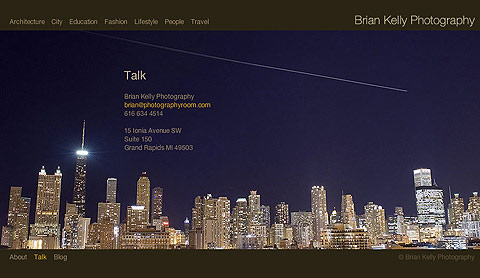 Architecture City Education Fashion Lifestyle People Travel
Brian Kelly Photography
Talk
Brian Kelly Photography
brian@photographyroom.com
616 634 4514
15 Ionia Avenue SW
Suite 150
Grand Rapids MI 49503
About Talk Blog
© Brian Kelly Photography